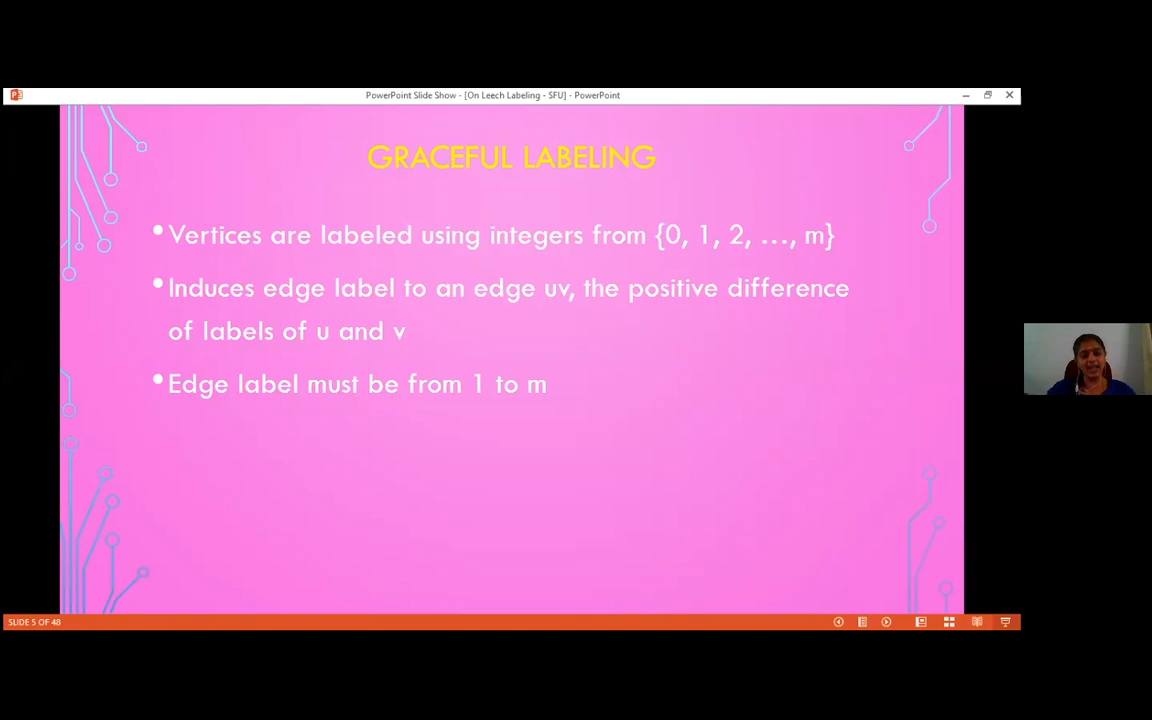 PowerPoint Slide Show - [On Leech Labeling - SFU] - PowerPoint
GRACEFUL LABELING
• Vertices are labeled using integers from {0, 1, 2, ..., m}
• Induces edge label to an edge uv, the positive difference
of labels of u and v
• Edge label must be from 1 to m
SLIDE 5 OF 48